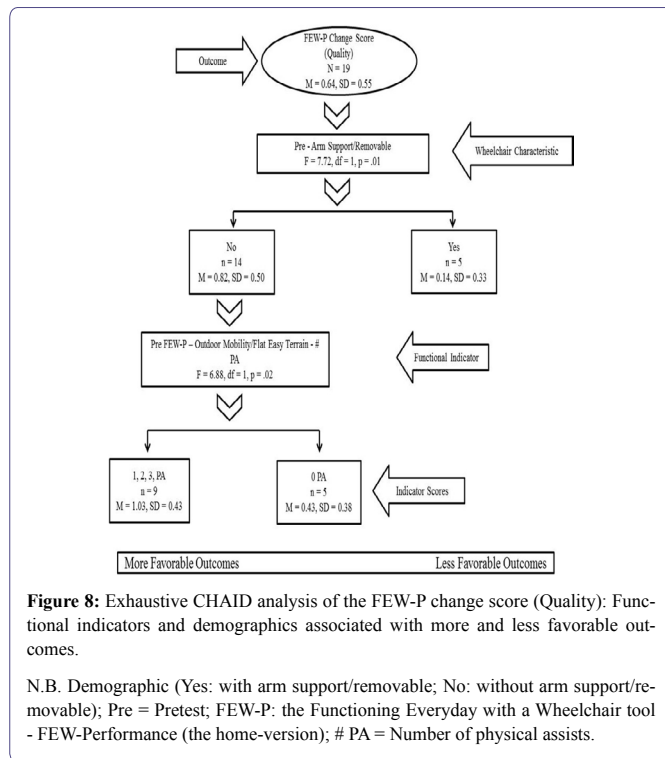 FEW-P Change Score
(Quality)
N = 19
M = 0.64, SD = 0.55
Outcome
Pre - Arm Support/Removable
F = 7.72, df = 1, p = .01
Wheelchair Characteristic
No
n = 14
M = 0.82, SD = 0.50
Yes
n = 5
M = 0.14, SD = 0.33
Pre FEW-P – Outdoor Mobility/Flat Easy Terrain - #
PA
F = 6.88, df = 1, p = .02
Functional Indicator
1, 2, 3, PA
n = 9
M = 1.03, SD = 0.43
0 PA
n = 5
M = 0.43, SD = 0.38
Indicator Scores
More Favorable Outcomes
Less Favorable Outcomes
Figure 8: Exhaustive CHAID analysis of the FEW-P change score (Quality): Func-
tional indicators and demographics associated with more and less favorable out-
comes.
N.B. Demographic (Yes: with arm support/removable; No: without arm support/re-
movable); Pre = Pretest; FEW-P: the Functioning Everyday with a Wheelchair tool
- FEW-Performance (the home-version); # PA = Number of physical assists.